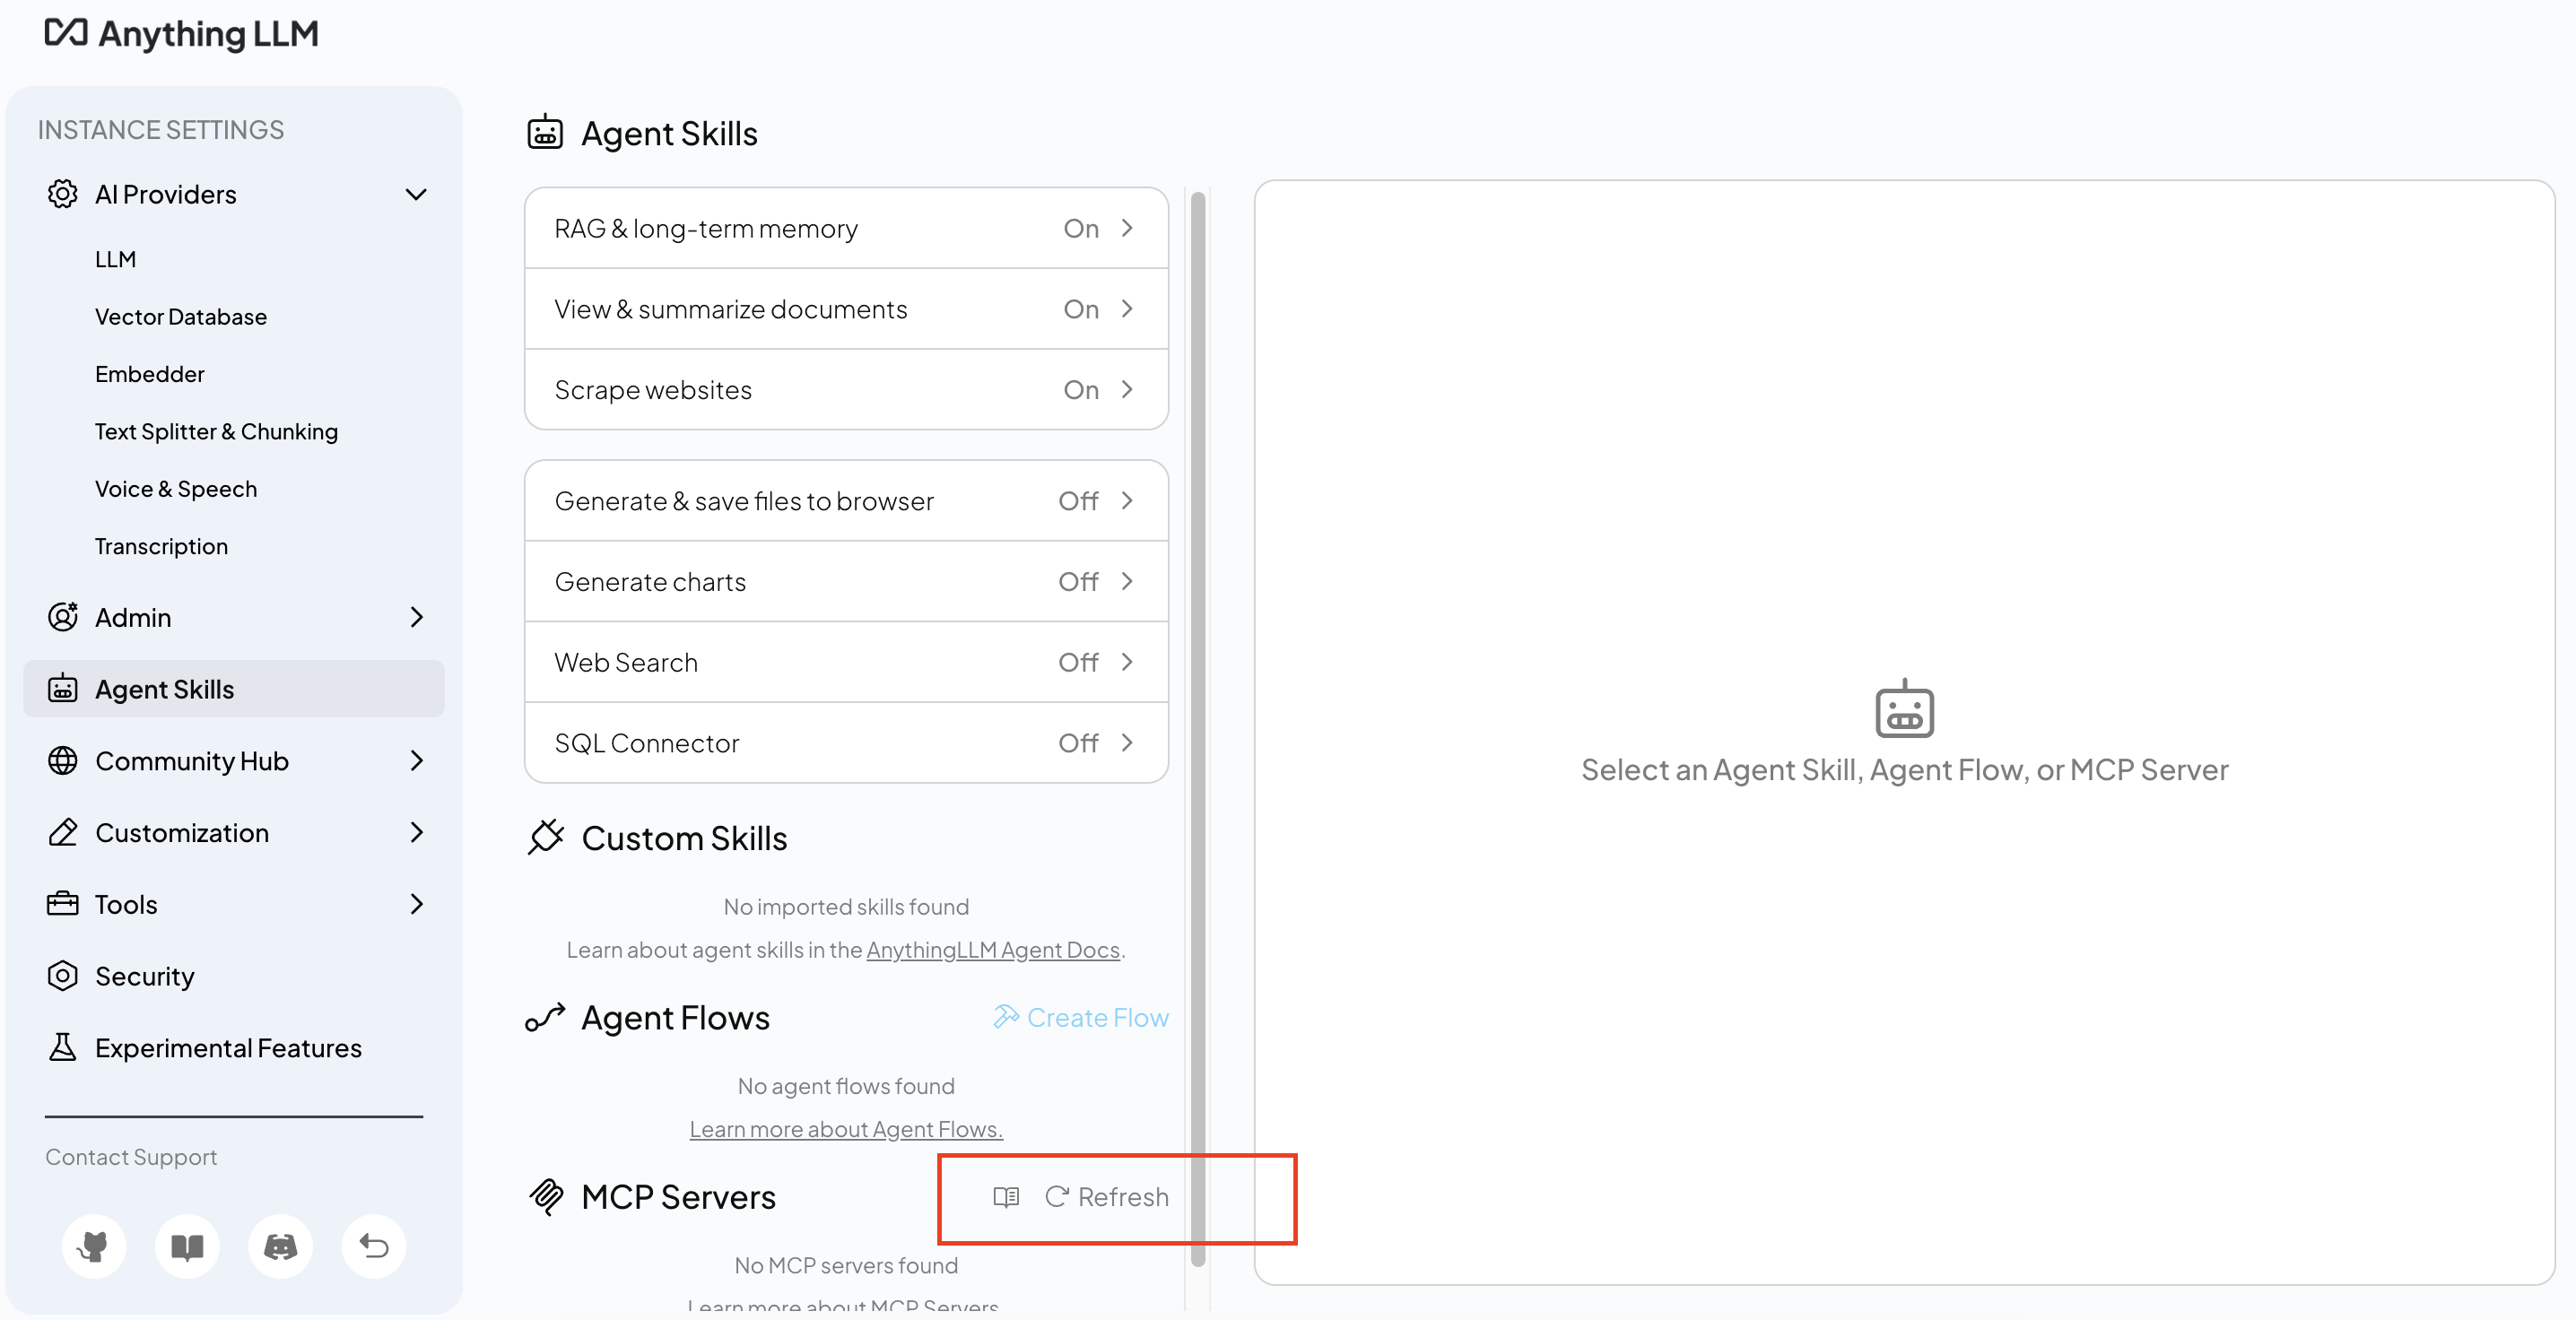 Anything LLM
INSTANCE SETTINGS
AI Providers
LLM
Vector Database
Embedder
Text Splitter & Chunking
Voice & Speech
Transcription
Admin
Agent Skills
Community Hub
Customization
Tools
Security
Experimental Features
Contact Support
Agent Skills
RAG & long-term memory On
View & summarize documents On
Scrape websites On
Generate & save files to browser Off
Generate charts Off
Web Search Off
SQL Connector Off
Custom Skills
No imported skills found
Learn about agent skills in the AnythingLLM Agent Docs.
Agent Flows Create Flow
No agent flows found
Learn more about Agent Flows.
MCP Servers Refresh
No MCP servers found
Learn more about MCP Servers
Select an Agent Skill, Agent Flow, or MCP Server